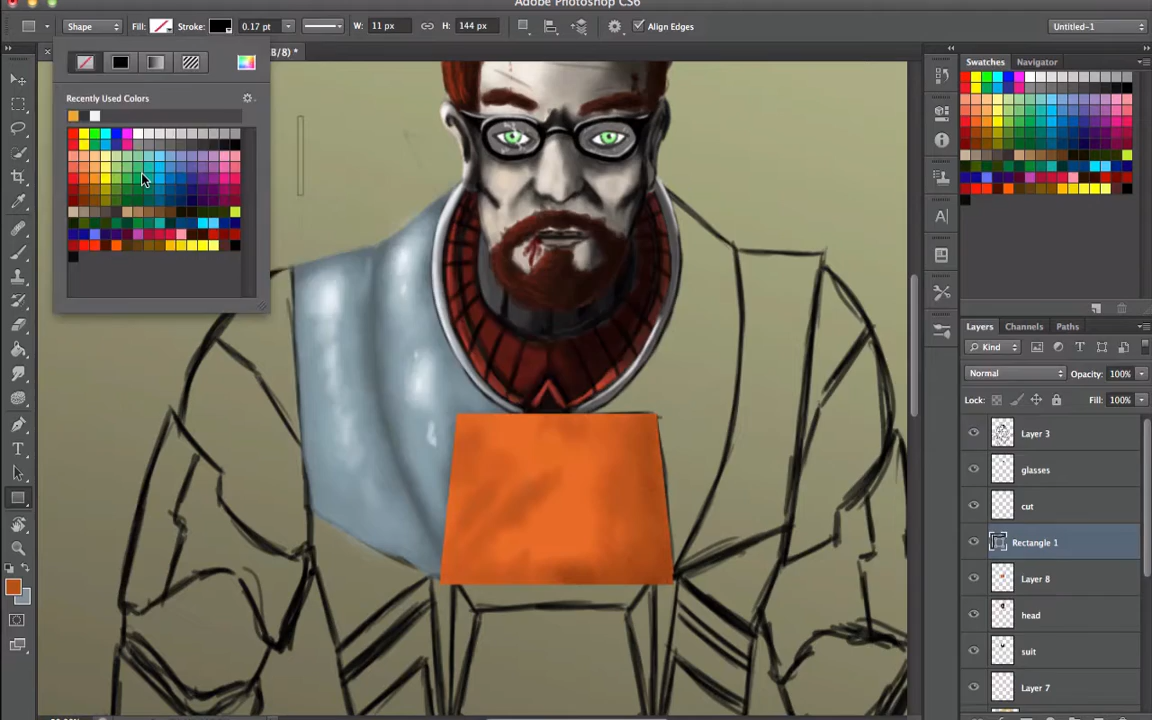 Adobe Photoshop CS6
Shape Fill: Stroke: 0.17 pt W: 11 px H: 144 px Align Edges Untitled-1
B/8) *
Recently Used Colors
Swatches Navigator
Layers Channels Paths
Kind
Normal Opacity: 100%
Lock: Fill: 100%
Layer 3
glasses
cut
Rectangle 1
Layer 8
head
suit
Layer 7